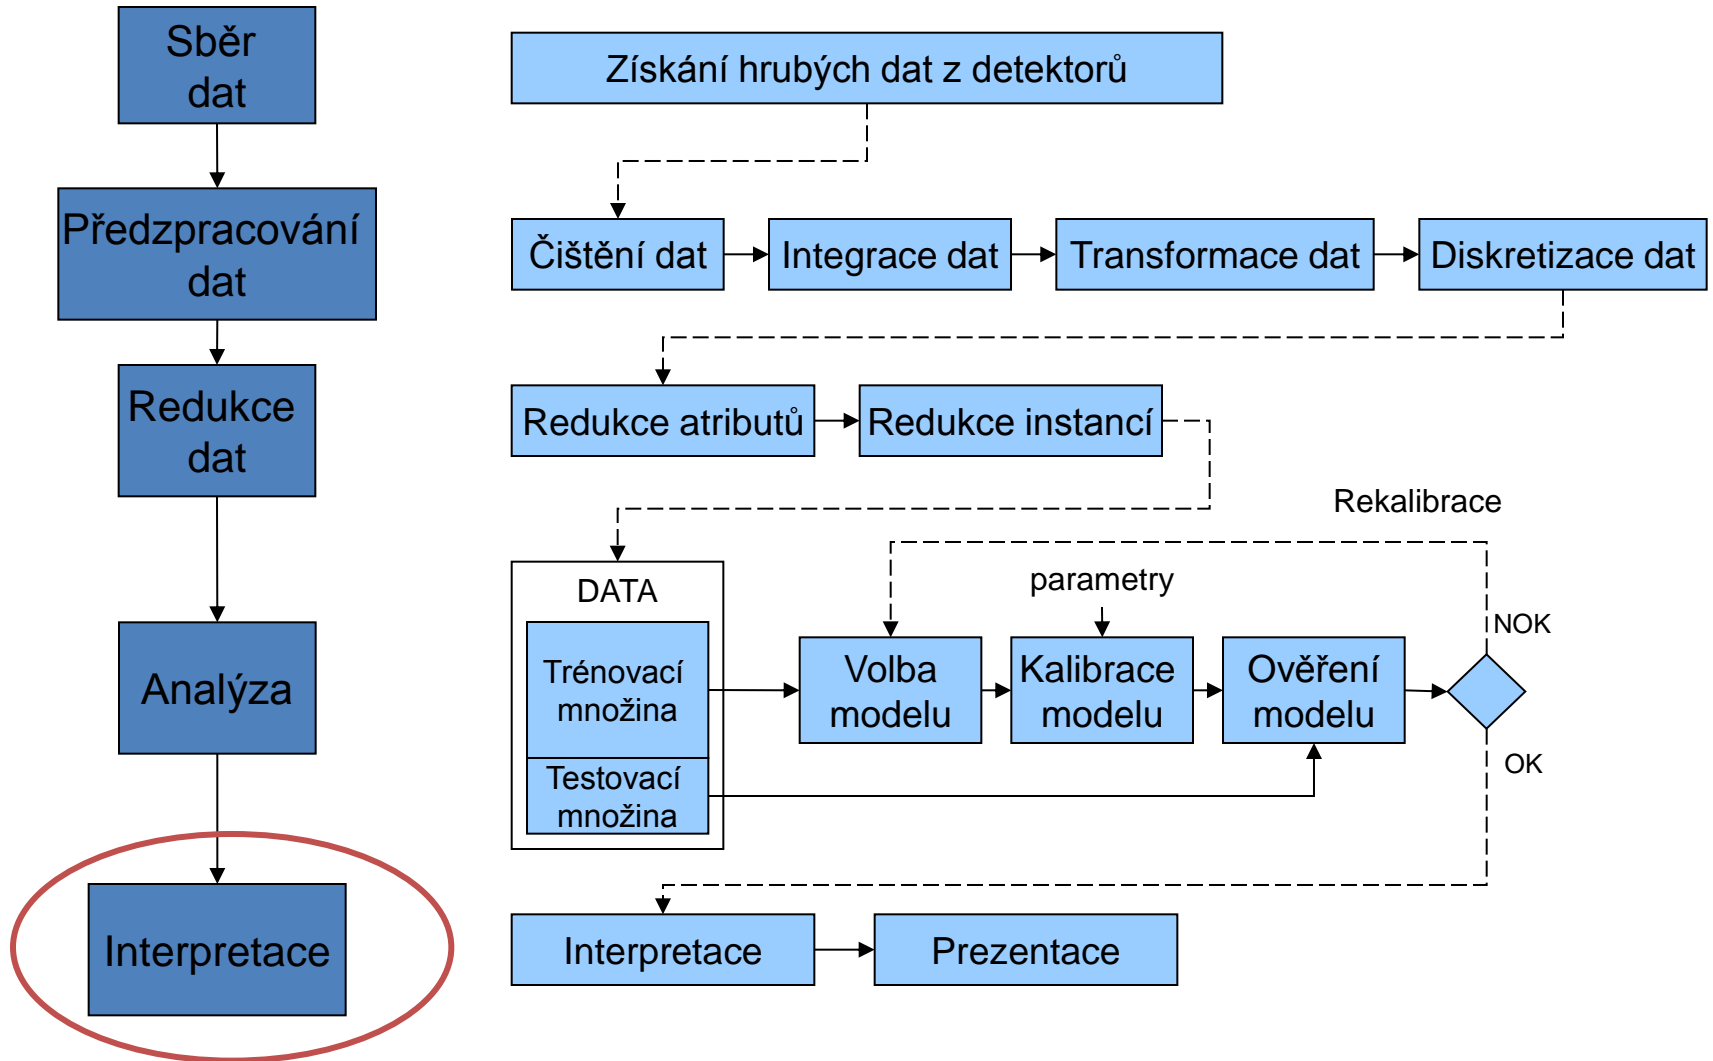 Sběr
dat
Získání hrubých dat z detektorů
Předzpracování
dat
Čištění dat
Integrace dat
Transformace dat
Diskretizace dat
Redukce
dat
Redukce atributů
Redukce instancí
Rekalibrace
DATA
parametry
NOK
Analýza
Trénovací
množina
Volba
modelu
Kalibrace
modelu
Ověření
modelu
Testovací
množina
OK
Interpretace
Interpretace
Prezentace